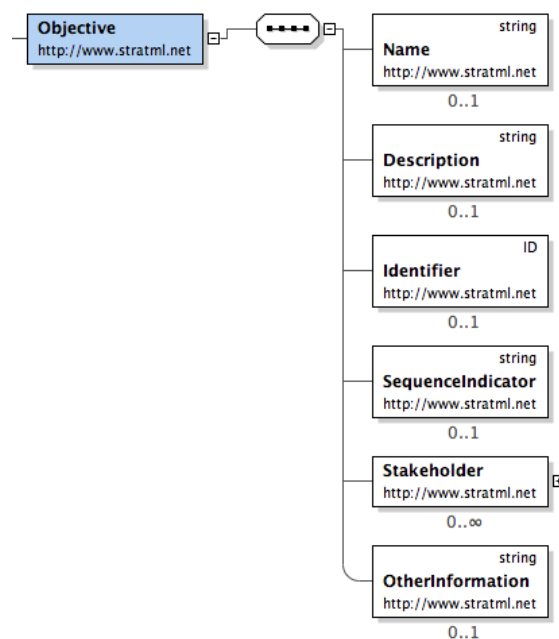 Objective
http://www.stratml.net
string
Name
http://www.stratml.net
0..1
string
Description
http://www.stratml.net
0..1
ID
Identifier
http://www.stratml.net
0..1
string
SequenceIndicator
http://www.stratml.net
0..1
Stakeholder
http://www.stratml.net
0..∞
string
OtherInformation
http://www.stratml.net
0..1